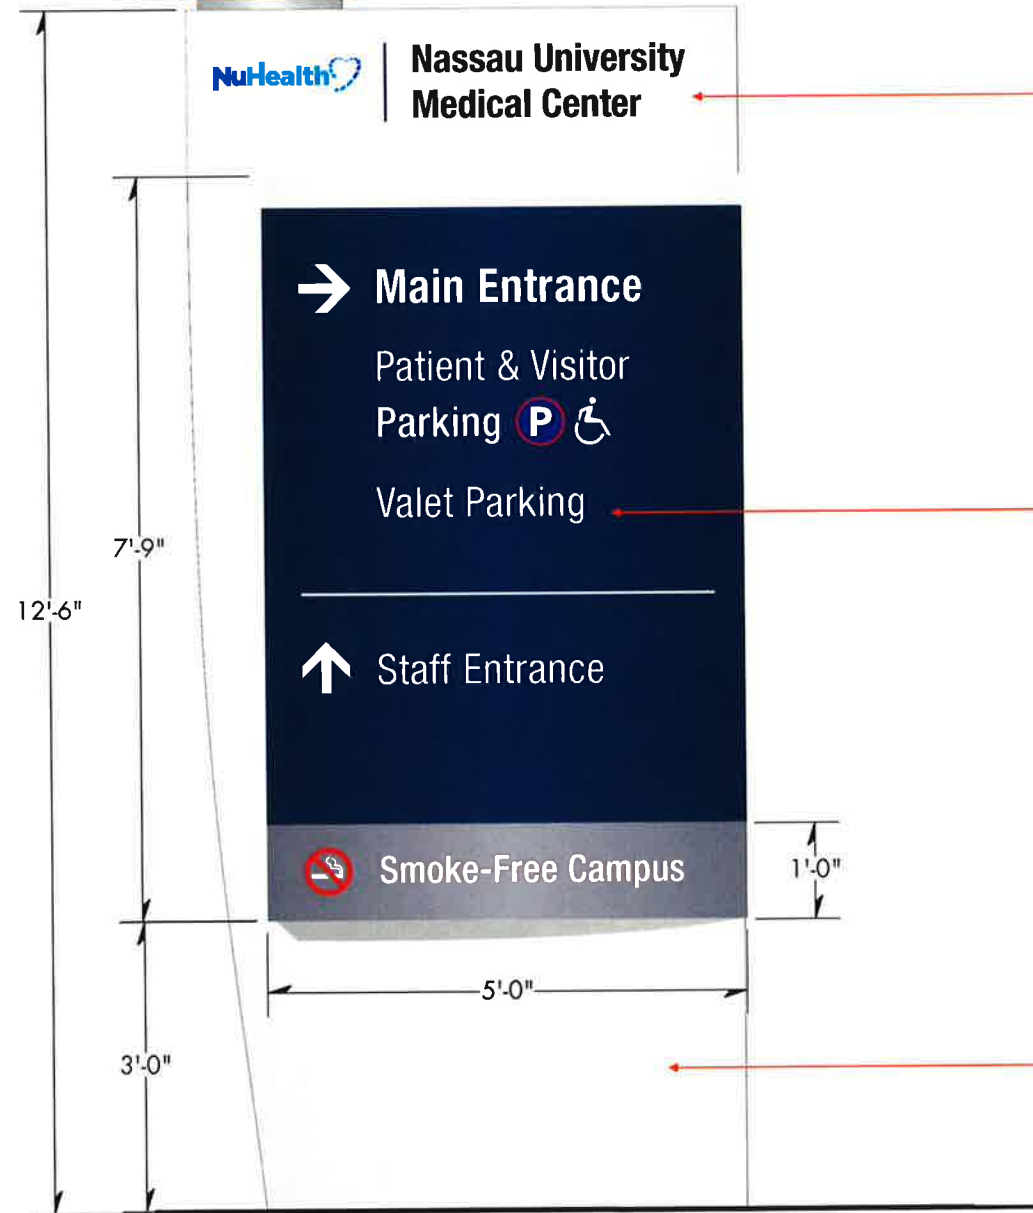 NuHealth
Nassau University
Medical Center
Main Entrance
Patient & Visitor
Parking P
Valet Parking
7'-9"
12'-6"
Staff Entrance
Smoke-Free Campus
1'-0"
5'-0"
3'-0"